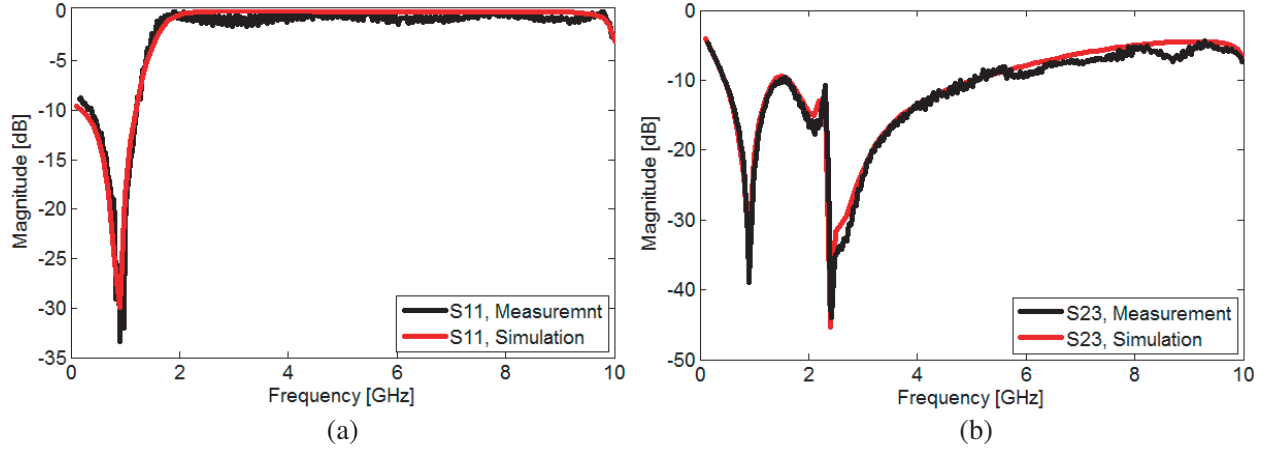 0
-5
-10
-15
-20
-25
-30
-35
Magnitude [dB]
S11, Measuremnt
S11, Simulation
0 2 4 6 8 10
Frequency [GHz]
(a)
0
-10
-20
-30
-40
-50
Magnitude [dB]
S23, Measurement
S23, Simulation
0 2 4 6 8 10
Frequency [GHz]
(b)